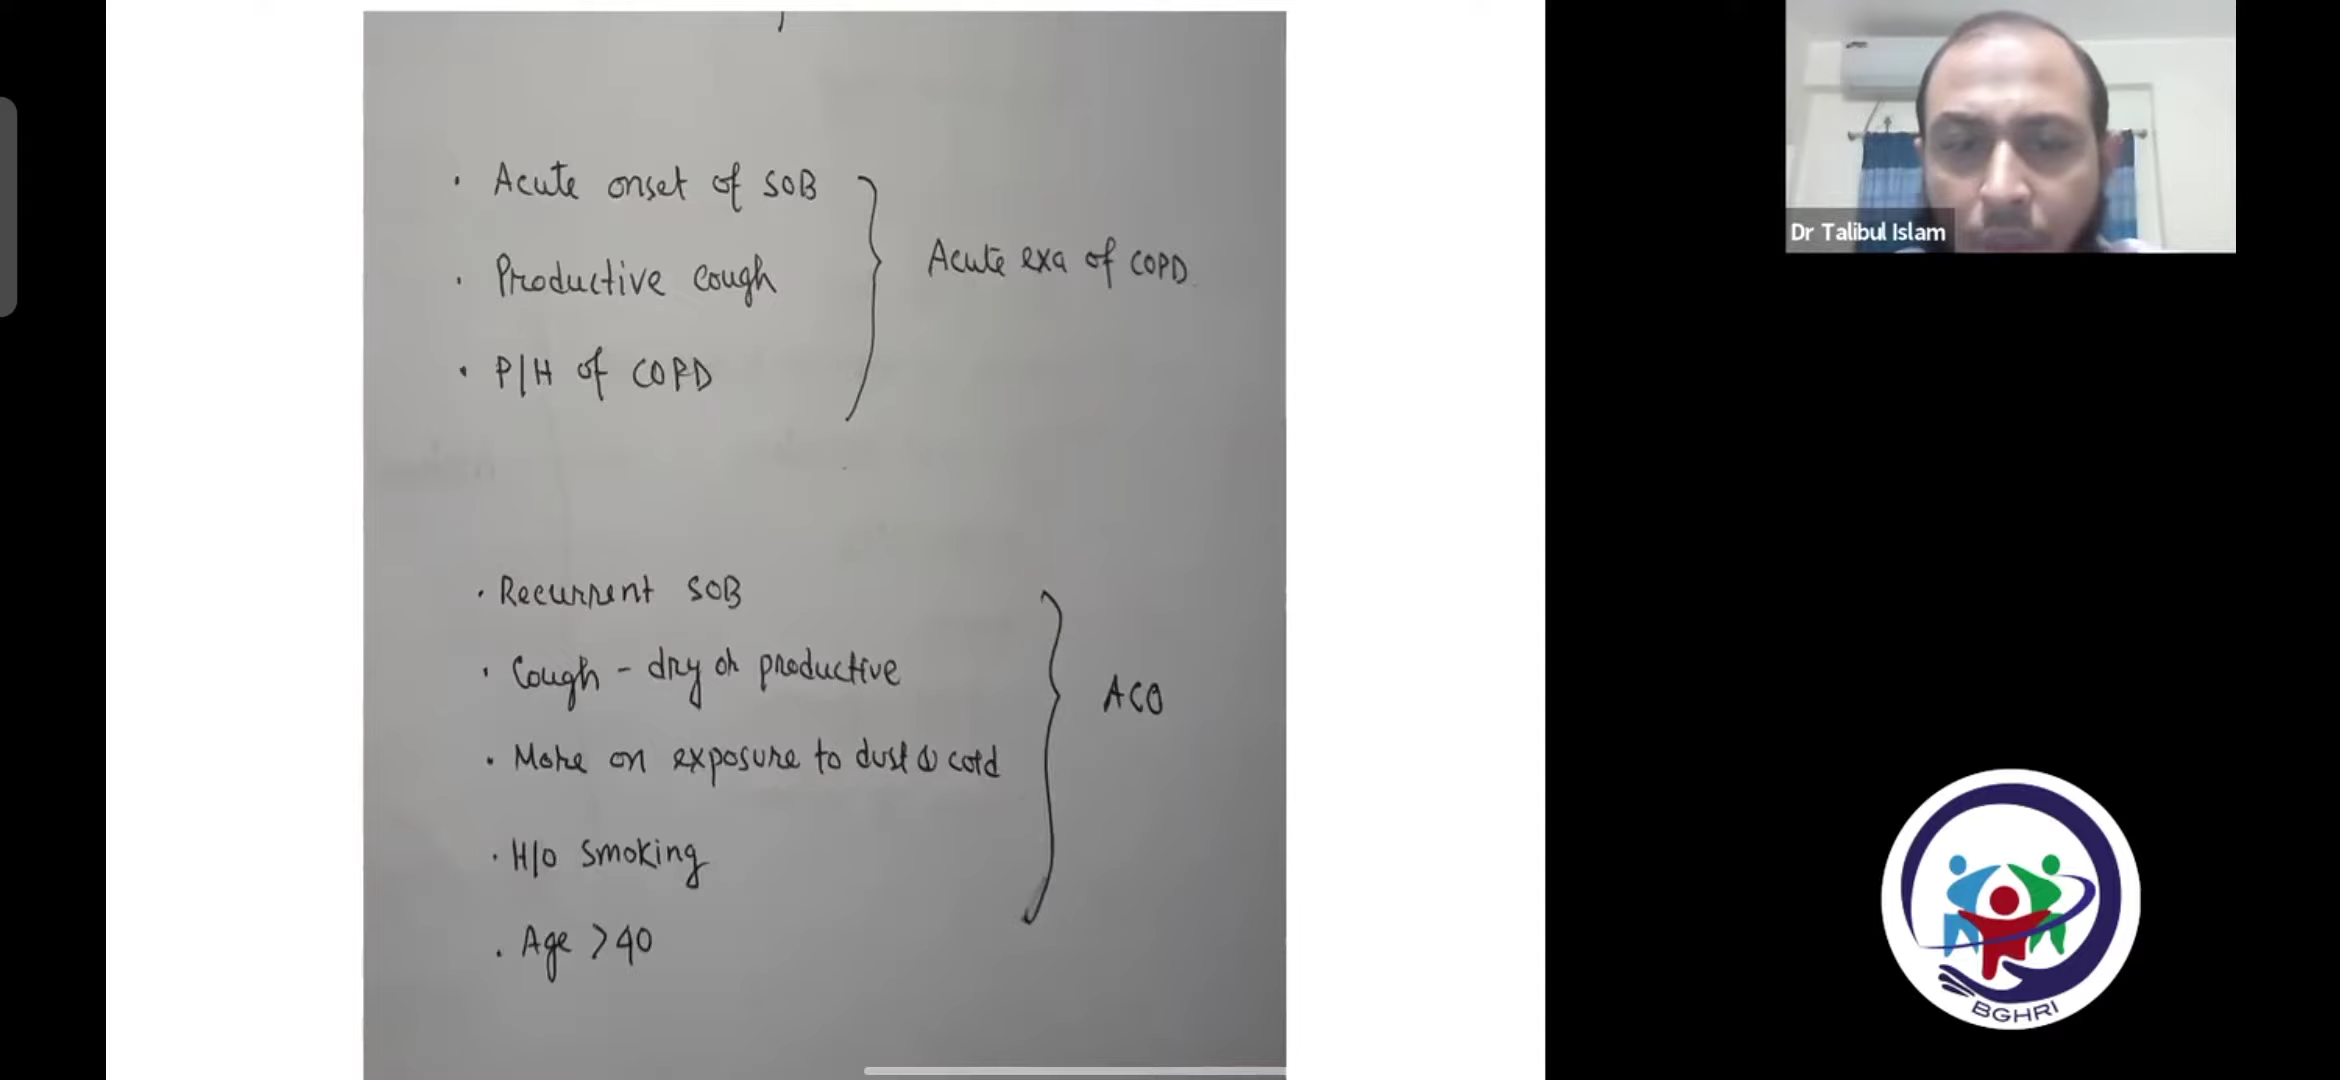 • Acute onset of SOB
• Productive cough
• P/H of COPD
Acute exa of COPD.
• Recurrent SOB
• Cough - dry or productive
• More on exposure to dust & cold
• H/o smoking
• Age >40
ACO
Dr Talibul Islam
BGHRI